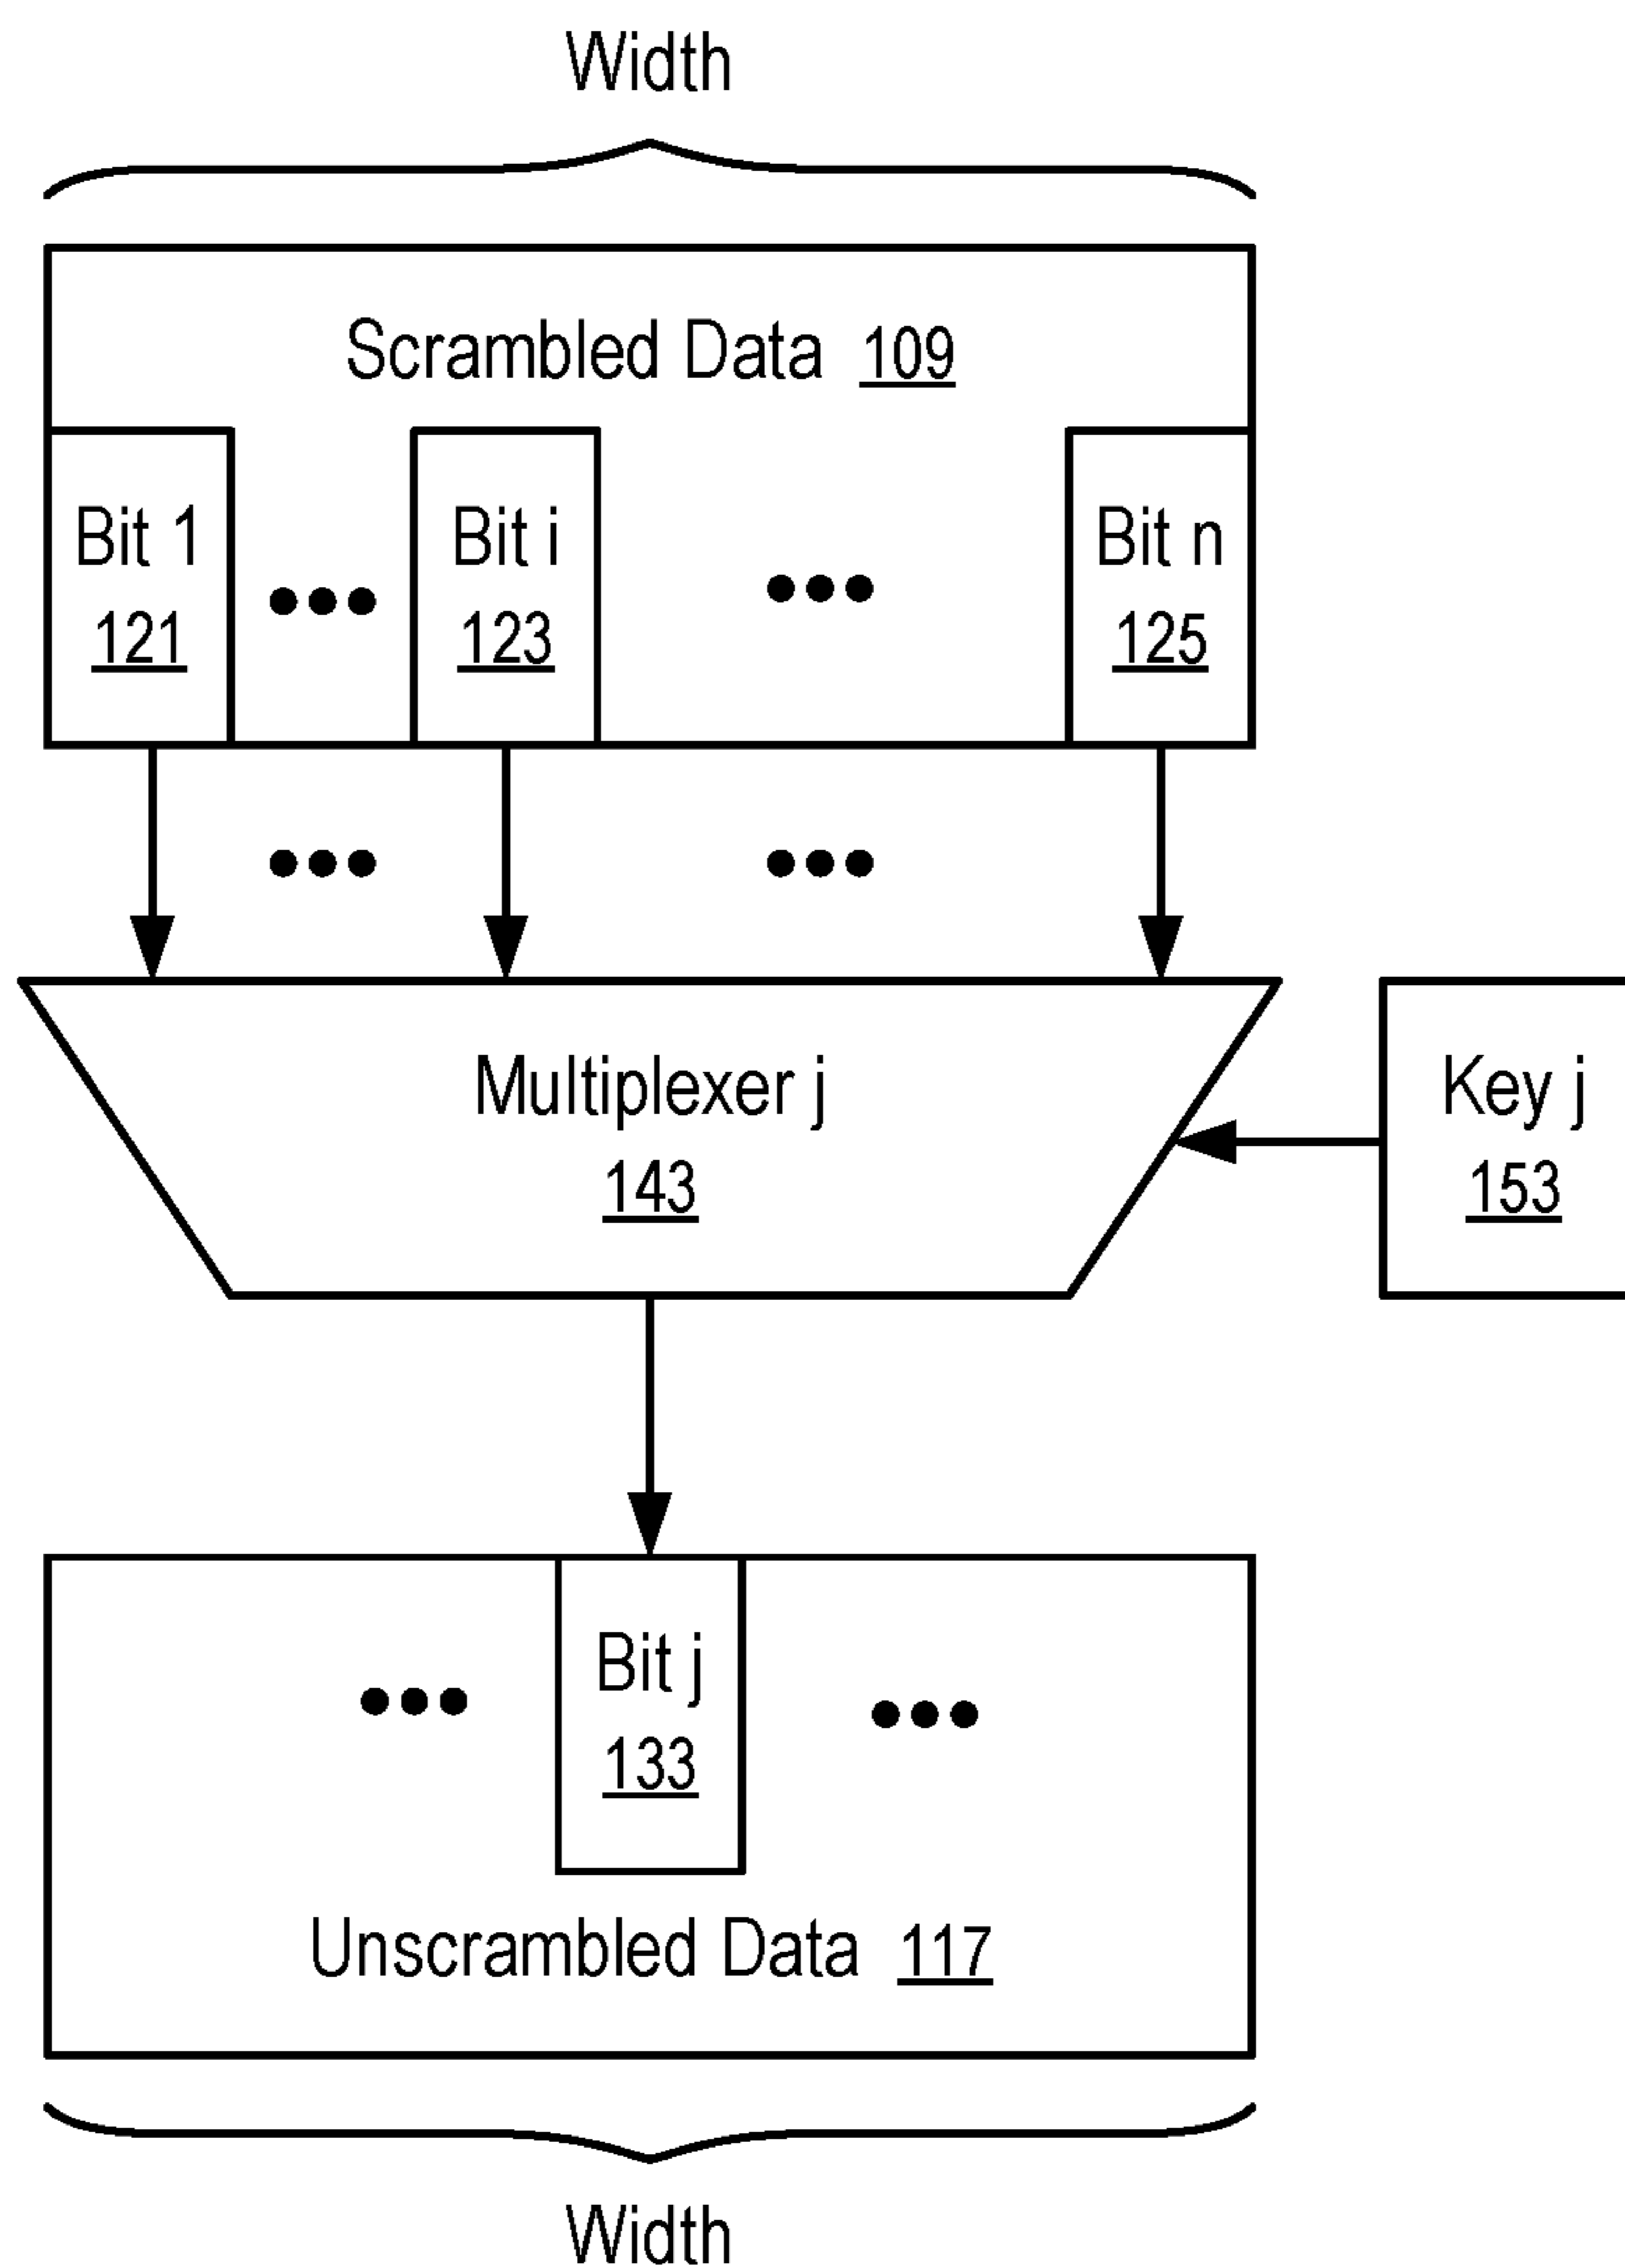 Width
Scrambled Data 109
Bit 1
121
Bit i
123
Bit n
125
Multiplexer j
143
Key j
153
Bit j
133
Unscrambled Data 117
Width